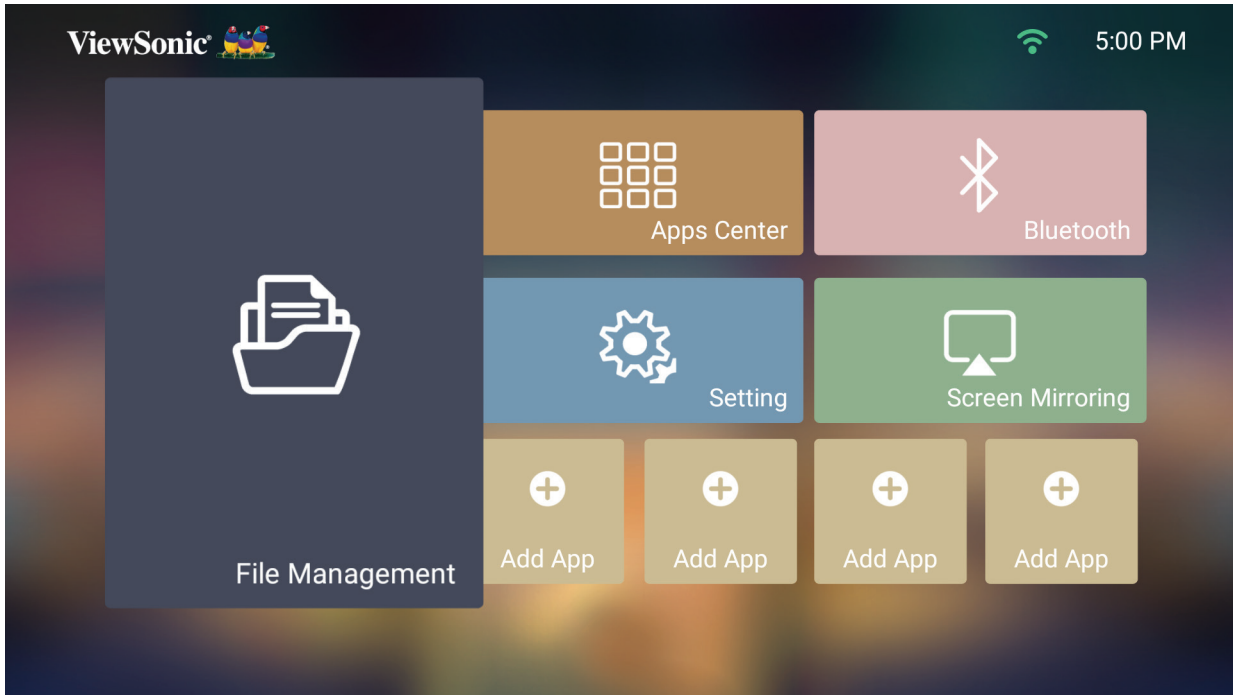 ViewSonic®
5:00 PM
Apps Center
Bluetooth
Setting
Screen Mirroring
File Management
Add App
Add App
Add App
Add App